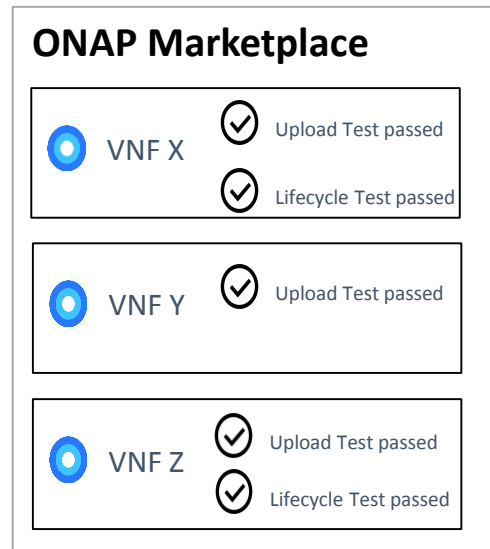 ONAP Marketplace
VNF X
Upload Test passed
Lifecycle Test passed
VNF Y
Upload Test passed
VNF Z
Upload Test passed
Lifecycle Test passed